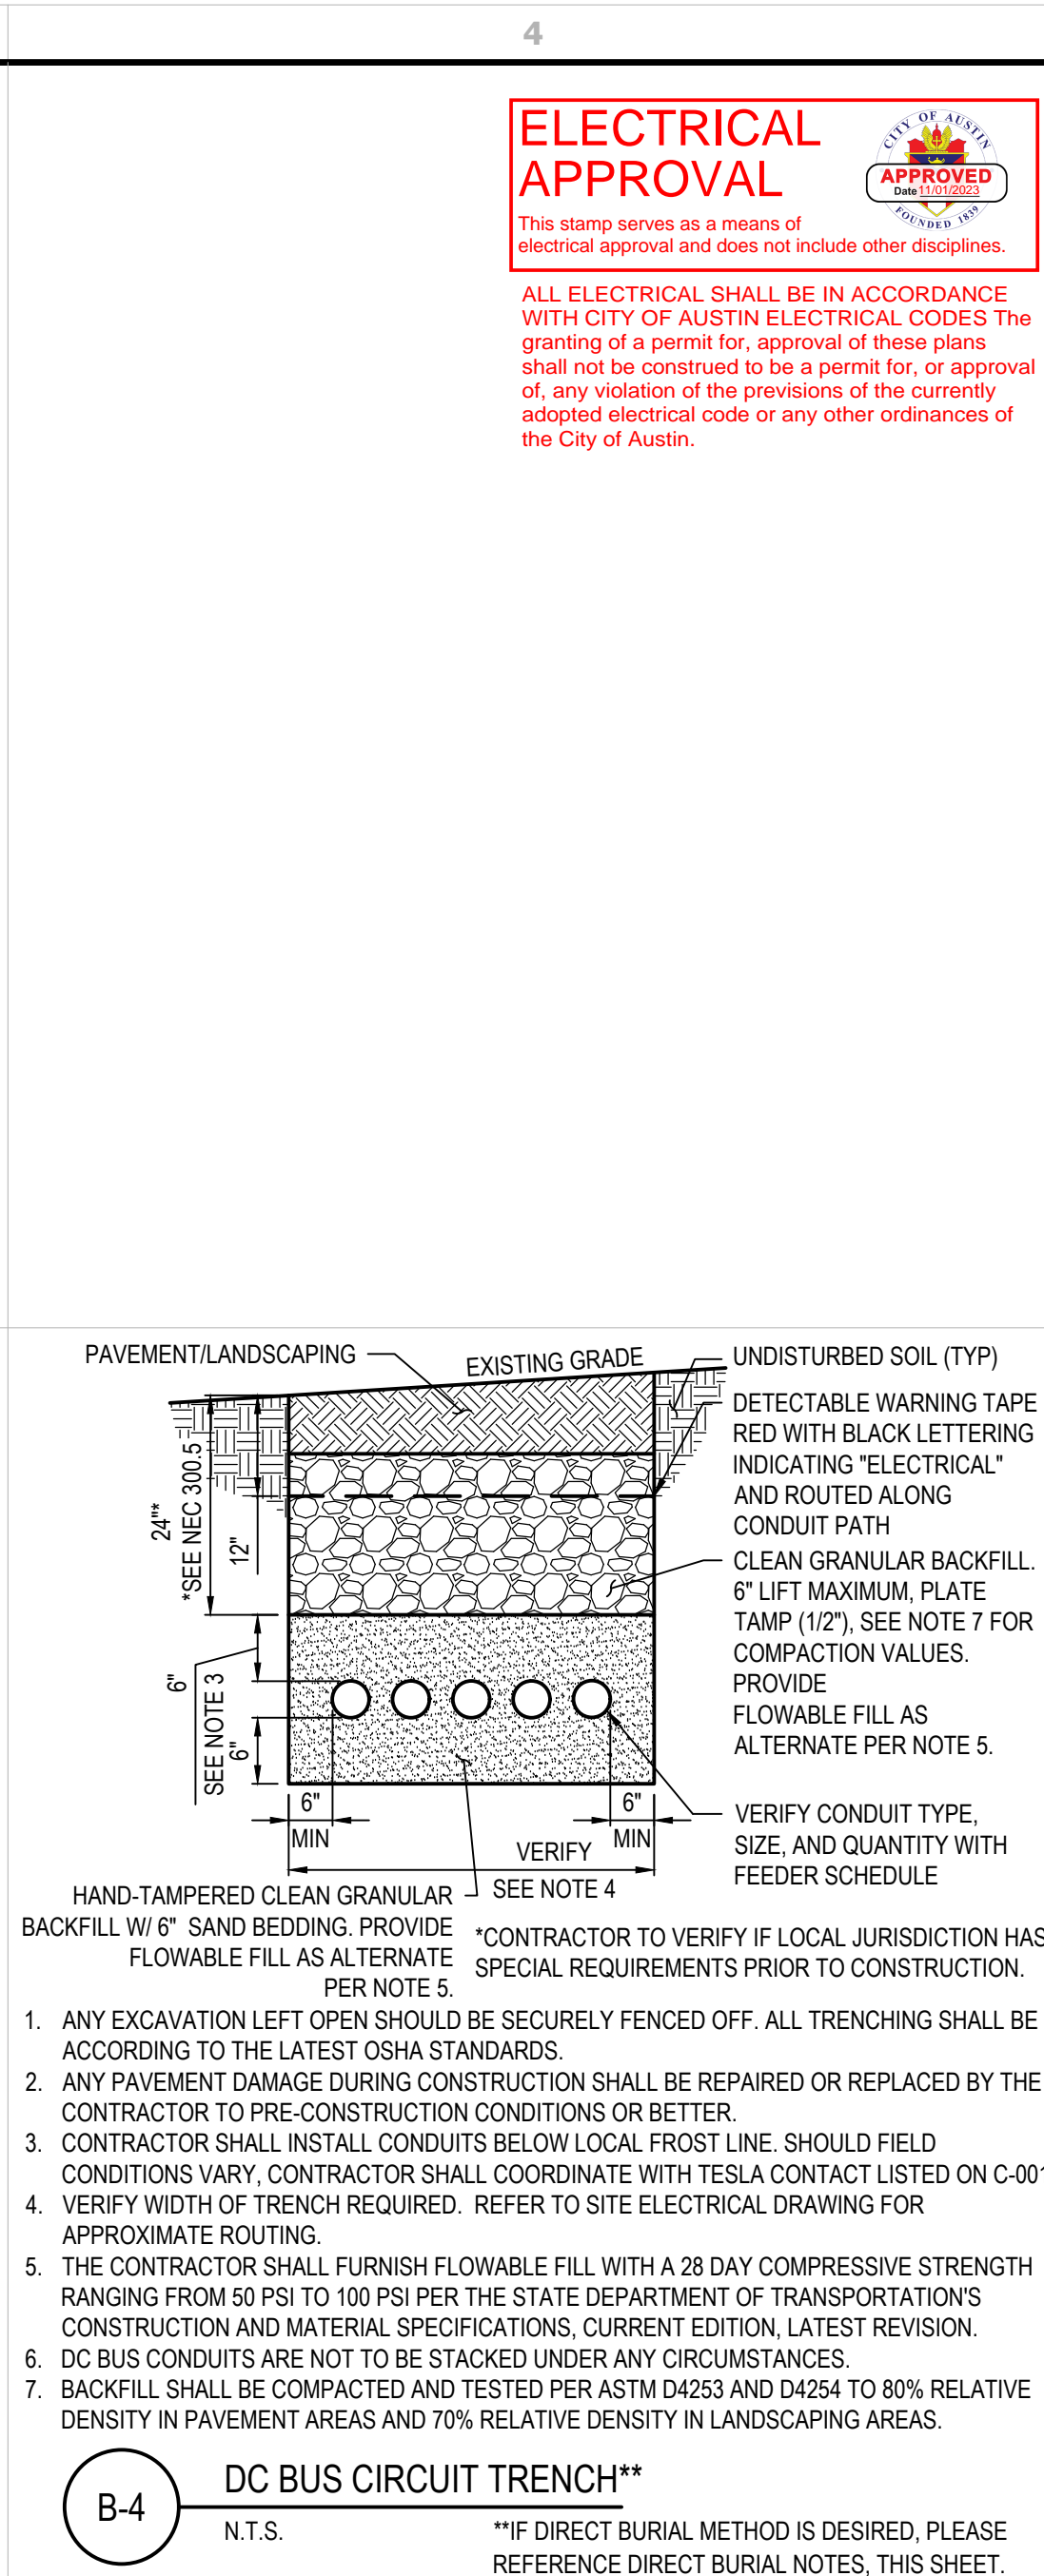 4
ELECTRICAL
APPROVAL
This stamp serves as a means of
electrical approval and does not include other disciplines.
CITY OF AUSTIN
APPROVED
Date 11/01/2023
FOUNDED 1839
ALL ELECTRICAL SHALL BE IN ACCORDANCE
WITH CITY OF AUSTIN ELECTRICAL CODES The
granting of a permit for, approval of these plans
shall not be construed to be a permit for, or approval
of, any violation of the previsions of the currently
adopted electrical code or any other ordinances of
the City of Austin.
PAVEMENT/LANDSCAPING
EXISTING GRADE
UNDISTURBED SOIL (TYP)
DETECTABLE WARNING TAPE
RED WITH BLACK LETTERING
INDICATING "ELECTRICAL"
AND ROUTED ALONG
CONDUIT PATH
CLEAN GRANULAR BACKFILL.
6" LIFT MAXIMUM, PLATE
TAMP (1/2"), SEE NOTE 7 FOR
COMPACTION VALUES.
PROVIDE
FLOWABLE FILL AS
ALTERNATE PER NOTE 5.
VERIFY CONDUIT TYPE,
SIZE, AND QUANTITY WITH
FEEDER SCHEDULE
24"*
*SEE NEC 300.5
12"
6"
SEE NOTE 3
6"
6"
MIN
6"
MIN
VERIFY
SEE NOTE 4
HAND-TAMPERED CLEAN GRANULAR
BACKFILL W/ 6" SAND BEDDING. PROVIDE
FLOWABLE FILL AS ALTERNATE
PER NOTE 5.
*CONTRACTOR TO VERIFY IF LOCAL JURISDICTION HAS
SPECIAL REQUIREMENTS PRIOR TO CONSTRUCTION.
1. ANY EXCAVATION LEFT OPEN SHOULD BE SECURELY FENCED OFF. ALL TRENCHING SHALL BE
ACCORDING TO THE LATEST OSHA STANDARDS.
2. ANY PAVEMENT DAMAGE DURING CONSTRUCTION SHALL BE REPAIRED OR REPLACED BY THE
CONTRACTOR TO PRE-CONSTRUCTION CONDITIONS OR BETTER.
3. CONTRACTOR SHALL INSTALL CONDUITS BELOW LOCAL FROST LINE. SHOULD FIELD
CONDITIONS VARY, CONTRACTOR SHALL COORDINATE WITH TESLA CONTACT LISTED ON C-001
4. VERIFY WIDTH OF TRENCH REQUIRED. REFER TO SITE ELECTRICAL DRAWING FOR
APPROXIMATE ROUTING.
5. THE CONTRACTOR SHALL FURNISH FLOWABLE FILL WITH A 28 DAY COMPRESSIVE STRENGTH
RANGING FROM 50 PSI TO 100 PSI PER THE STATE DEPARTMENT OF TRANSPORTATION'S
CONSTRUCTION AND MATERIAL SPECIFICATIONS, CURRENT EDITION, LATEST REVISION.
6. DC BUS CONDUITS ARE NOT TO BE STACKED UNDER ANY CIRCUMSTANCES.
7. BACKFILL SHALL BE COMPACTED AND TESTED PER ASTM D4253 AND D4254 TO 80% RELATIVE
DENSITY IN PAVEMENT AREAS AND 70% RELATIVE DENSITY IN LANDSCAPING AREAS.
B-4
DC BUS CIRCUIT TRENCH**
N.T.S.
**IF DIRECT BURIAL METHOD IS DESIRED, PLEASE
REFERENCE DIRECT BURIAL NOTES, THIS SHEET.